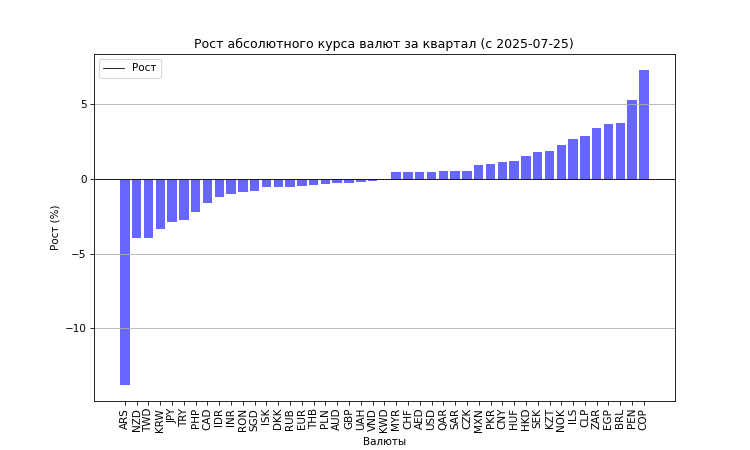 Рост абсолютного курса валют за квартал (с 2025-07-25)
Рост
Рост (%)
5
0
−5
−10
ARS NZD TWD KRW JPY TRY PHP CAD IDR INR RON SGD ISK DKK RUB EUR THB PLN AUD GBP UAH VND KWD MYR CHF AED USD QAR SAR CZK MXN PKR CNY HUF HKD SEK KZT NOK ILS CLP ZAR EGP BRL PEN COP
Валюты